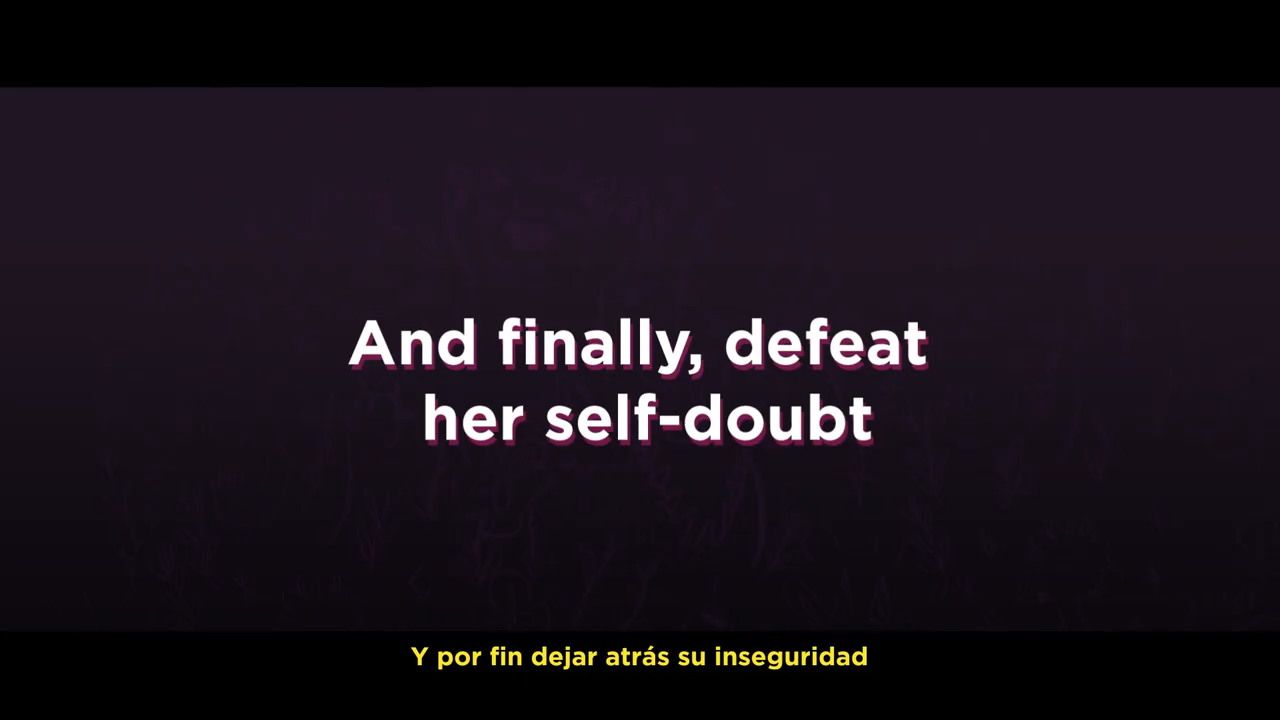 And finally, defeat
her self-doubt
Y por fin dejar atrás su inseguridad